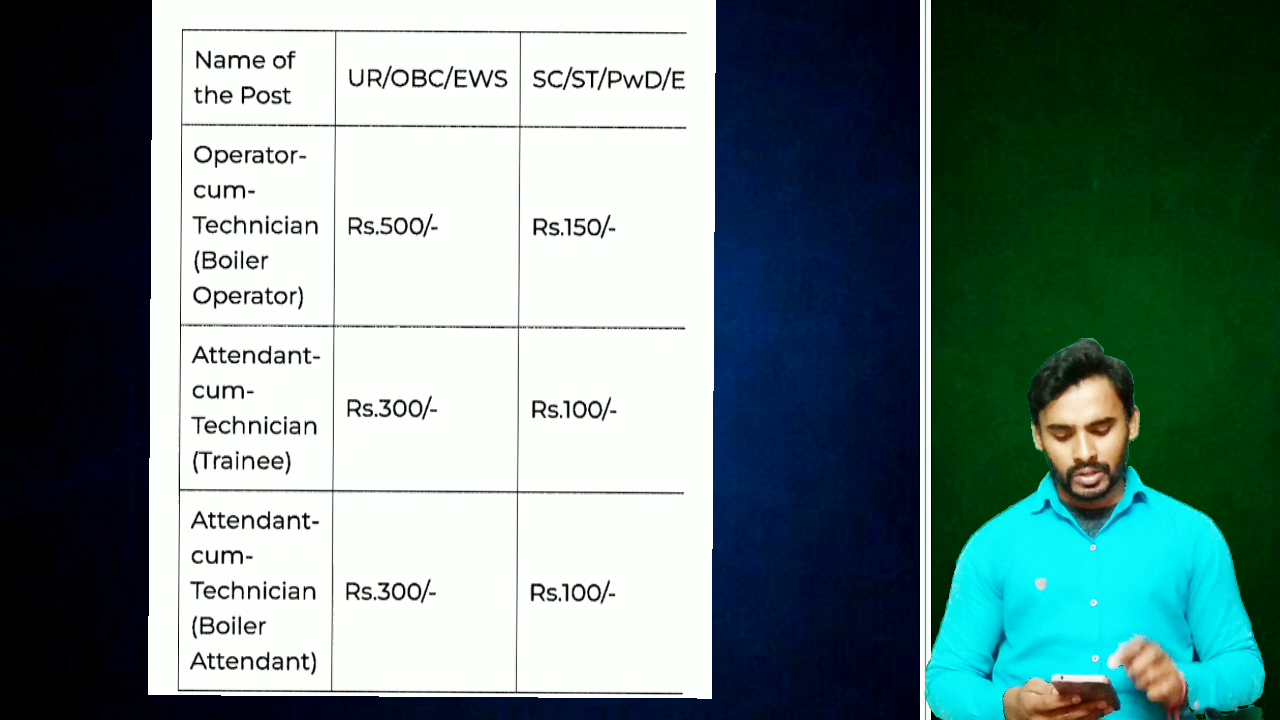 Name of
the Post
UR/OBC/EWS
SC/ST/PwD/E
Operator-
cum-
Technician
(Boiler
Operator)
Rs.500/-
Rs.150/-
Attendant-
cum-
Technician
(Trainee)
Rs.300/-
Rs.100/-
Attendant-
cum-
Technician
(Boiler
Attendant)
Rs.300/-
Rs.100/-